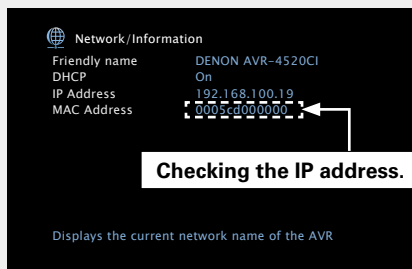 Network/Information
Friendly name DENON AVR-4520CI
DHCP On
IP Address 192.168.100.19
MAC Address 0005cd000000
Checking the IP address.
Displays the current network name of the AVR